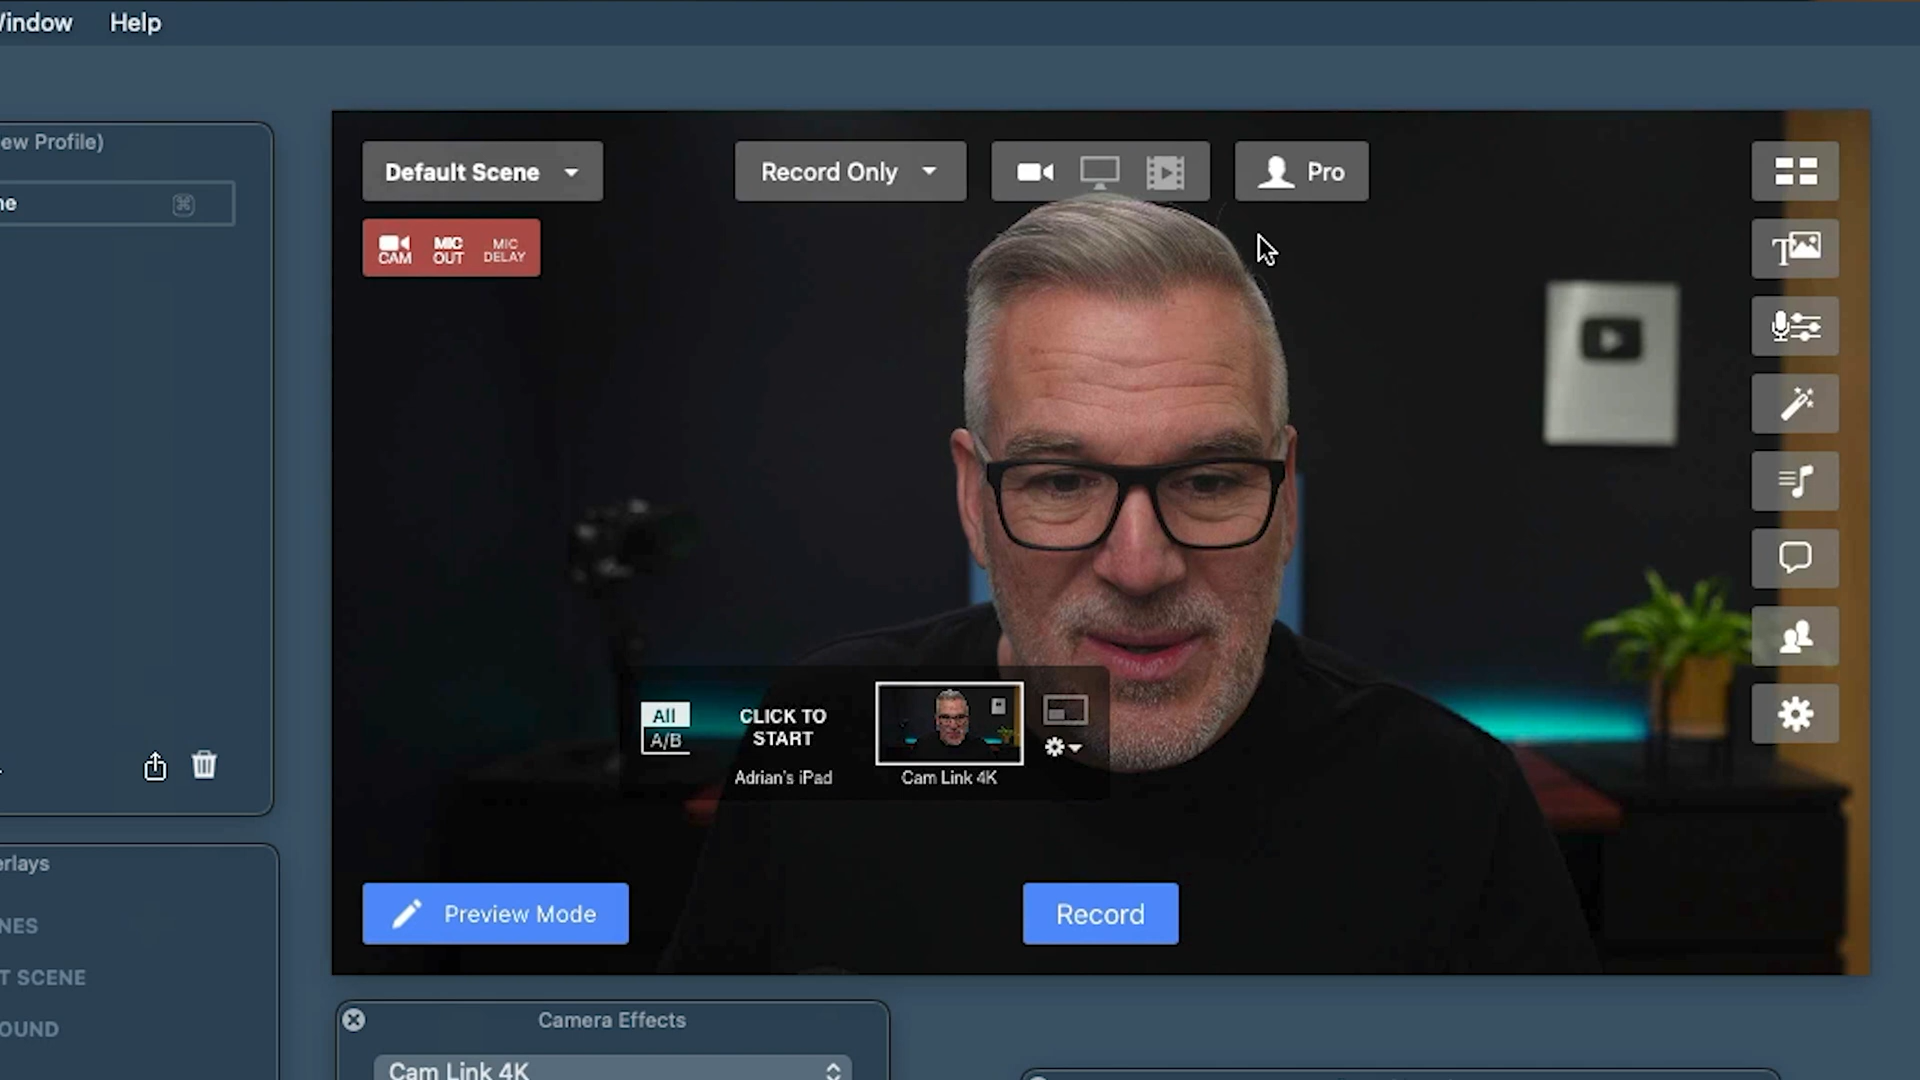 Window Help
ew Profile)
Default Scene
Record Only
Pro
ne
CAM
MIC OUT
MIC DELAY
T
All
A/B
CLICK TO
START
Adrian's iPad
Cam Link 4K
erlays
Preview Mode
Record
NES
T SCENE
OUND
Camera Effects
Cam Link 4K